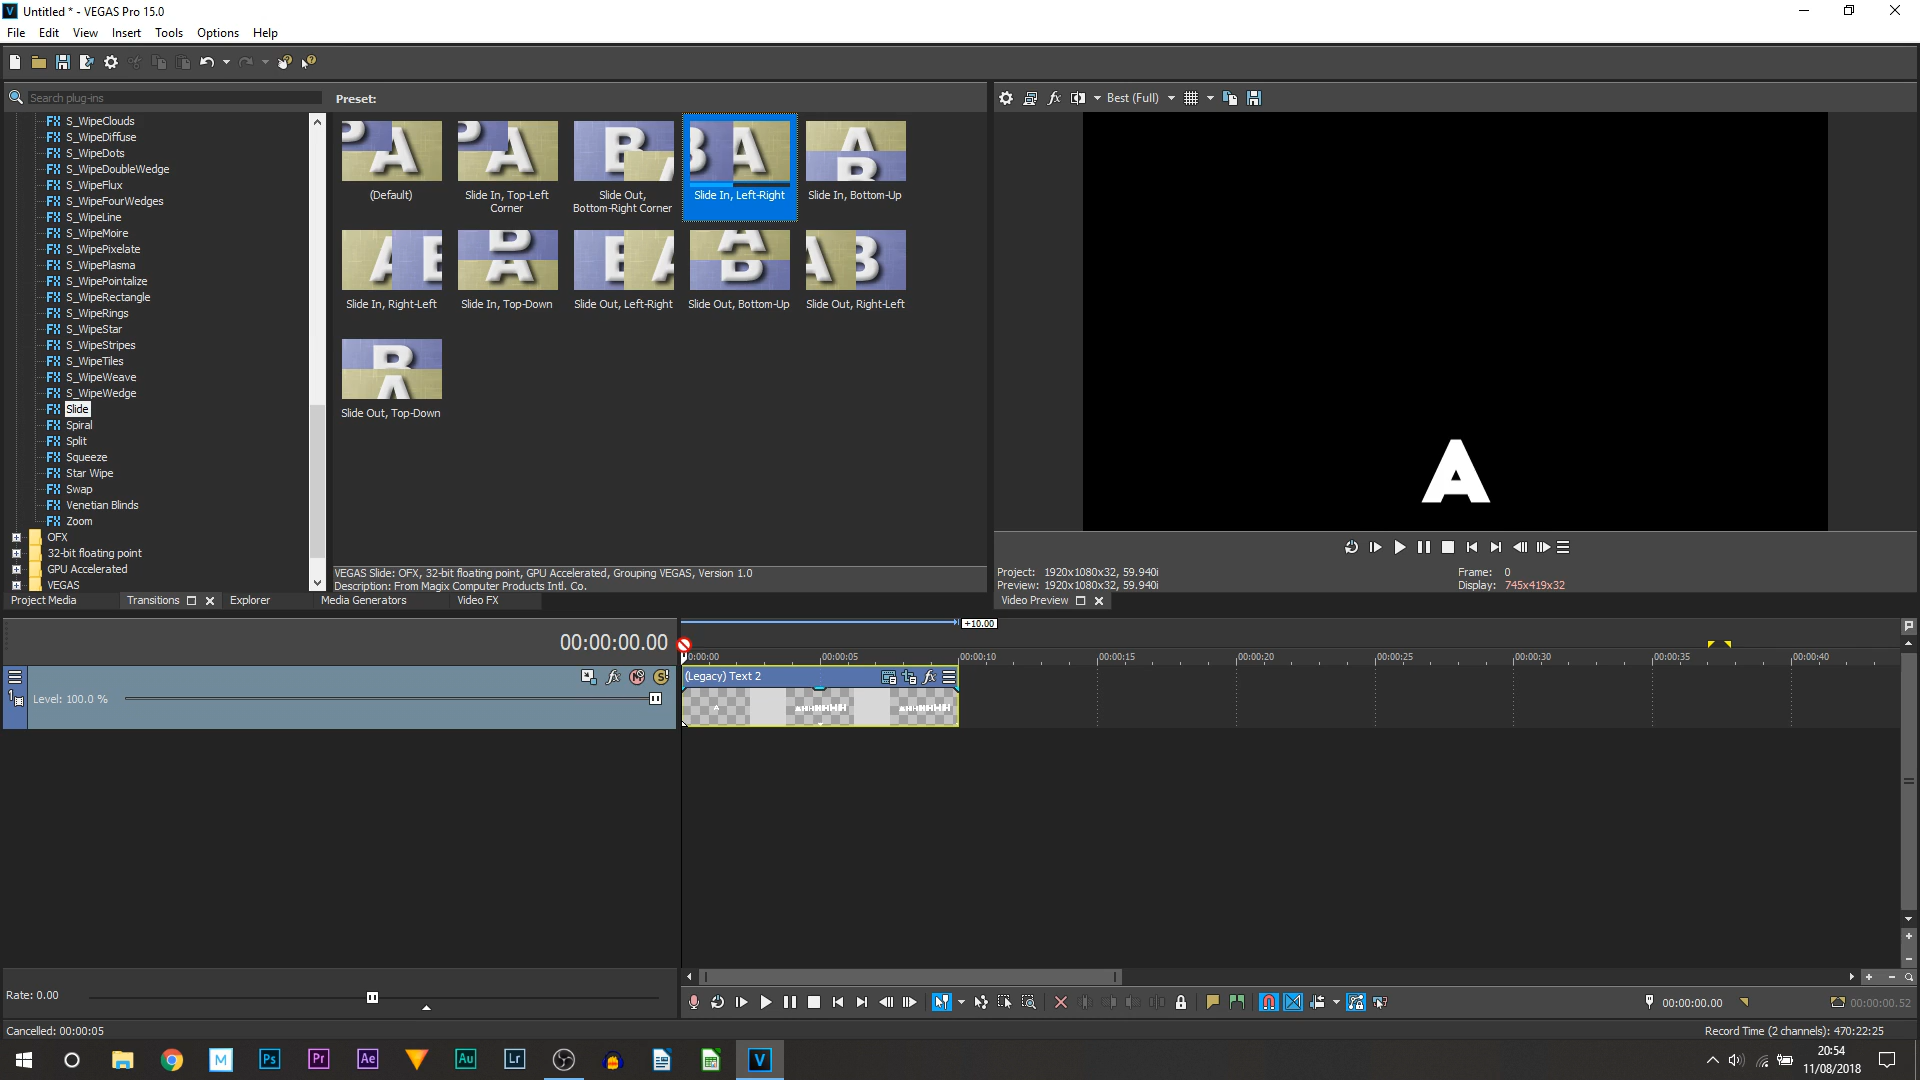 Untitled * - VEGAS Pro 15.0
File Edit View Insert Tools Options Help
Search plug-ins
Preset:
Best (Full)
S_WipeClouds
S_WipeDiffuse
S_WipeDots
S_WipeDoubleWedge
S_WipeFlux
S_WipeFourWedges
S_WipeLine
S_WipeMoire
S_WipePixelate
S_WipePlasma
S_WipePointalize
S_WipeRectangle
S_WipeRings
S_WipeStar
S_WipeStripes
S_WipeTiles
S_WipeWeave
S_WipeWedge
Slide
Spiral
Split
Squeeze
Star Wipe
Swap
Venetian Blinds
Zoom
OFX
32-bit floating point
GPU Accelerated
VEGAS
(Default)
Slide In, Top-Left Corner
Slide Out, Bottom-Right Corner
Slide In, Left-Right
Slide In, Bottom-Up
Slide In, Right-Left
Slide In, Top-Down
Slide Out, Left-Right
Slide Out, Bottom-Up
Slide Out, Right-Left
Slide Out, Top-Down
VEGAS Slide: OFX, 32-bit floating point, GPU Accelerated, Grouping VEGAS, Version 1.0
Description: From Magix Computer Products Intl. Co.
Project Media Transitions Explorer Media Generators Video FX
A
Project: 1920x1080x32, 59.940i
Frame: 0
Preview: 1920x1080x32, 59.940i
Display: 745x419x32
Video Preview
00:00:00.00
+10.00
0:00:00 00:00:05 00:00:10 00:00:15 00:00:20 00:00:25 00:00:30 00:00:35 00:00:40
Level: 100.0 %
(Legacy) Text 2
Rate: 0.00
00:00:00.00
00:00:00.52
Cancelled: 00:00:05
Record Time (2 channels): 470:22:25
M Ps Pr Ae Au Lr V
20:54
11/08/2018